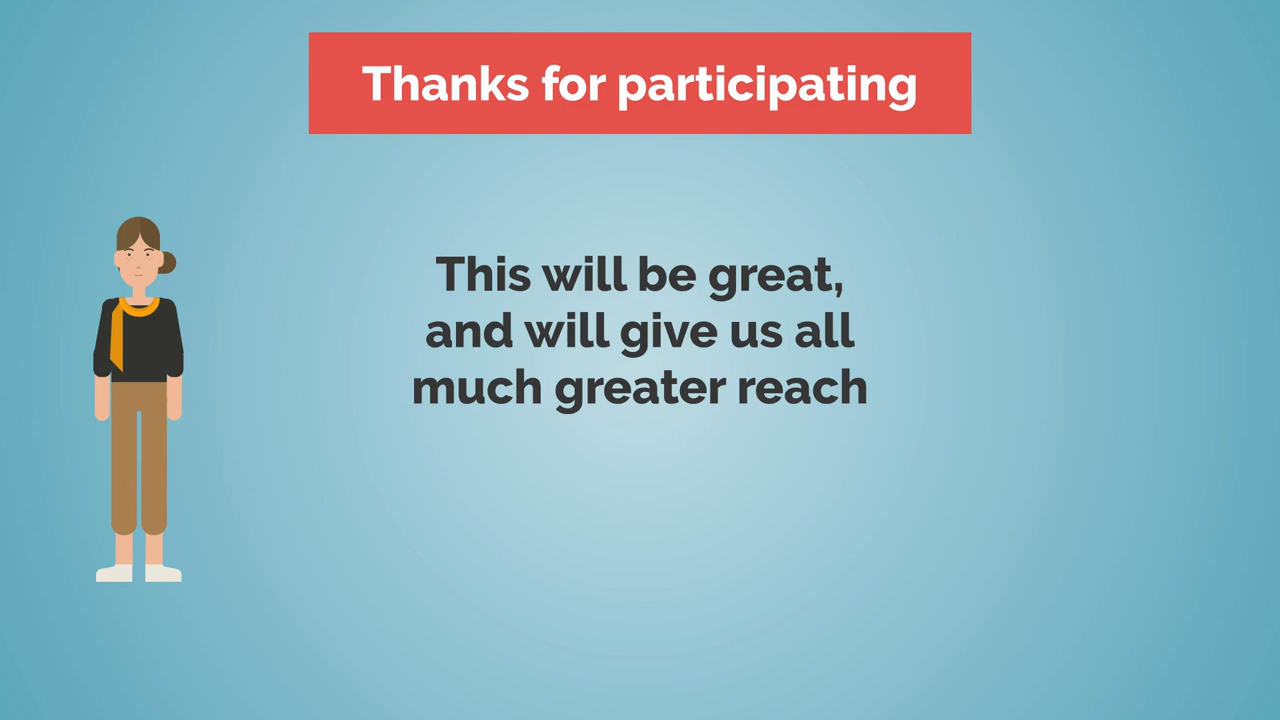 Thanks for participating
This will be great,
and will give us all
much greater reach